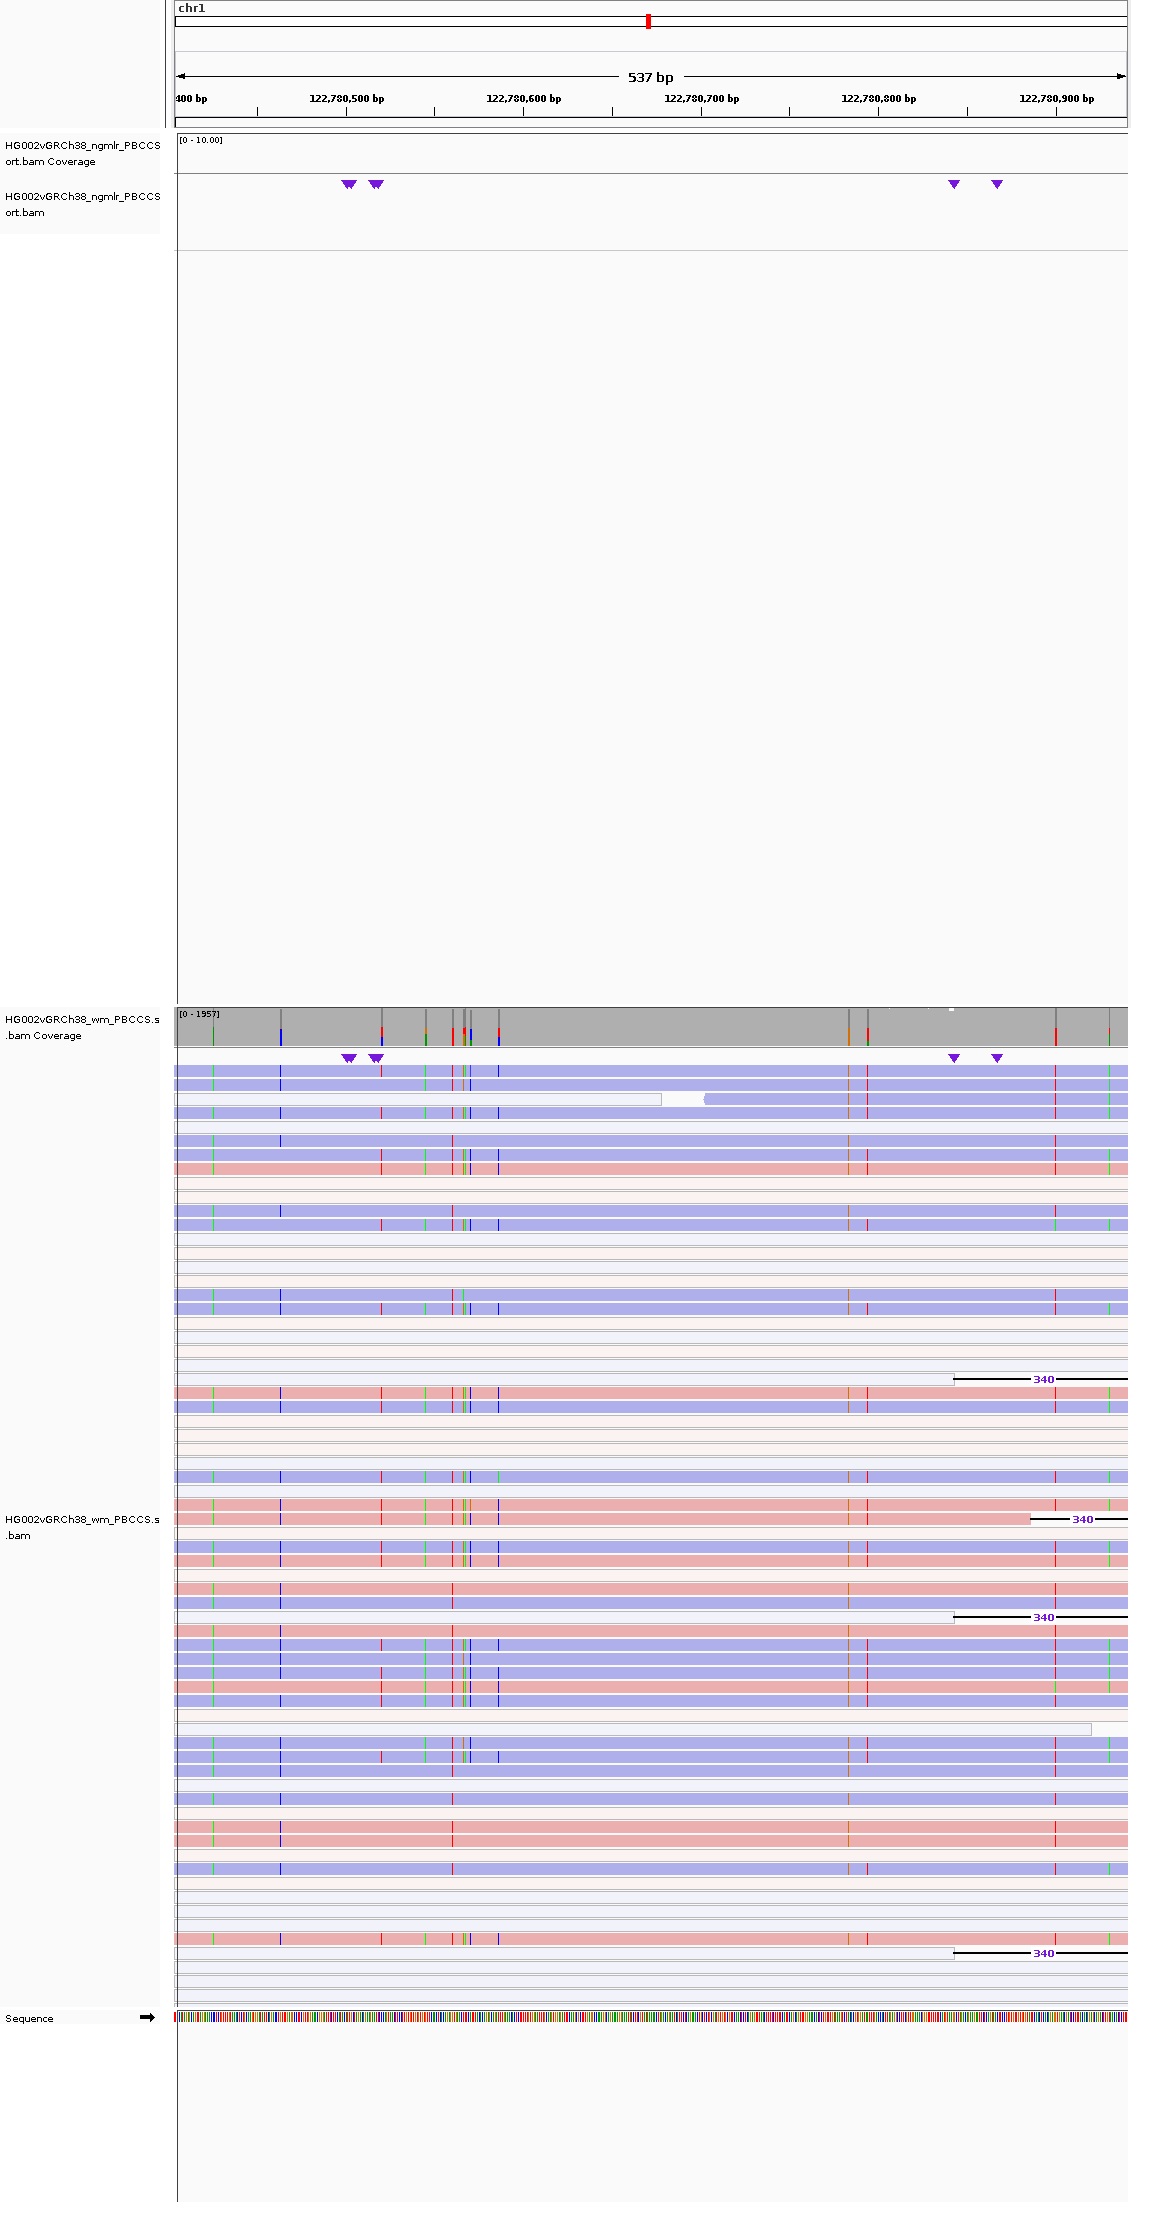 chr1
537 bp
400 bp 122,780,500 bp 122,780,600 bp 122,780,700 bp 122,780,800 bp 122,780,900 bp
HG002vGRCh38_ngmlr_PBCCS
ort.bam Coverage
[0 - 10.00]
HG002vGRCh38_ngmlr_PBCCS
ort.bam
HG002vGRCh38_wm_PBCCS.s
.bam Coverage
[0 - 1957]
340
HG002vGRCh38_wm_PBCCS.s
.bam
340
340
340
Sequence